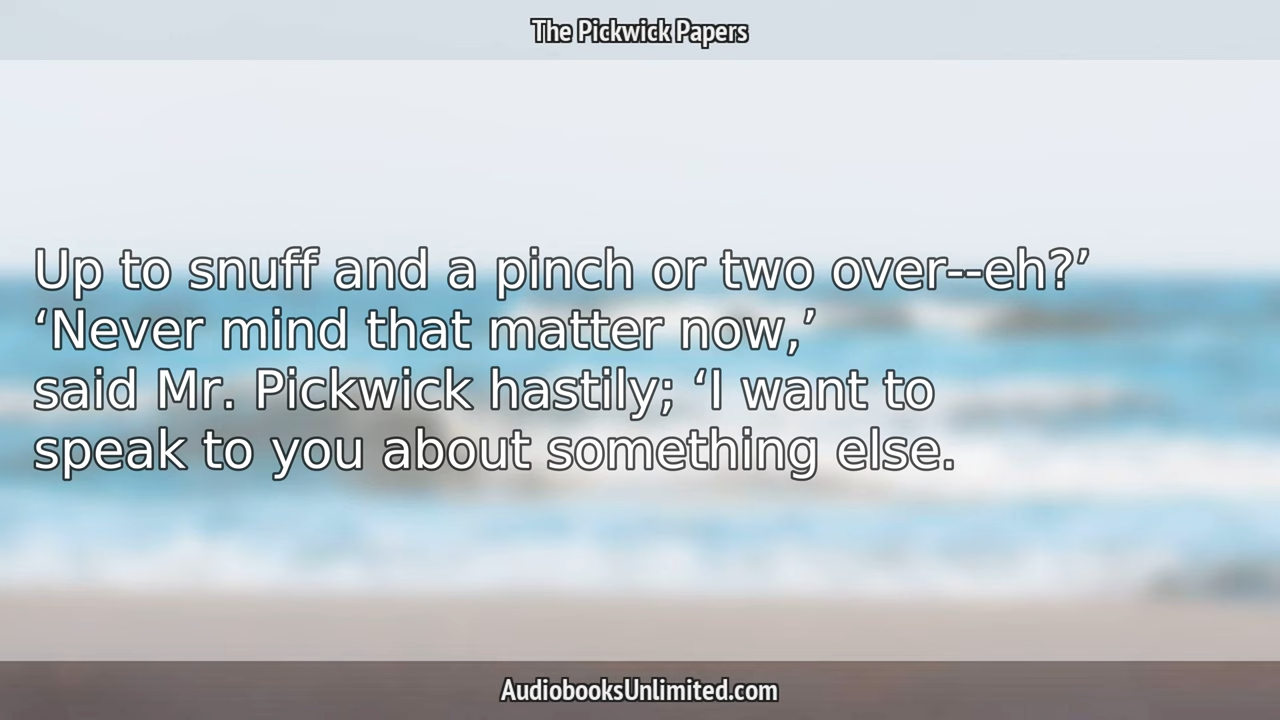 The Pickwick Papers
Up to snuff and a pinch or two over--eh?’
‘Never mind that matter now,’
said Mr. Pickwick hastily; ‘I want to
speak to you about something else.
AudiobooksUnlimited.com